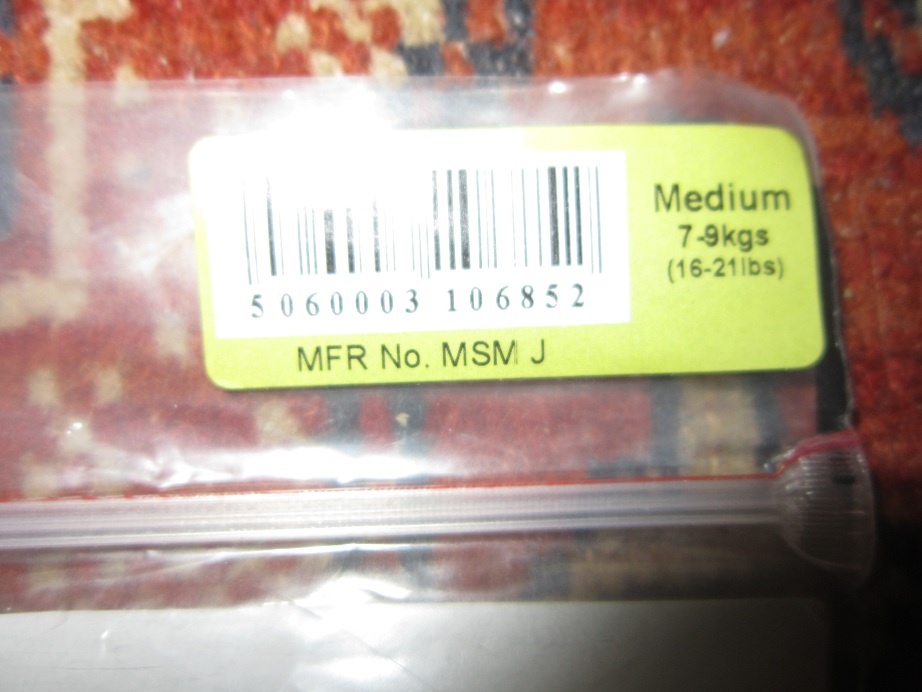 Medium
7-9kgs
(16-21lbs)
5 060003 106852
MFR No. MSM J